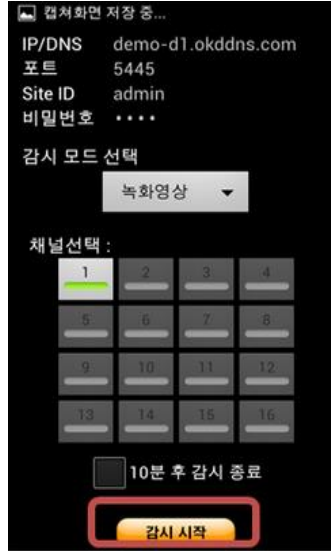 캡쳐화면 저장 중...
IP/DNS demo-d1.okddns.com
포트 5445
Site ID admin
비밀번호 ••••
감시 모드 선택
녹화영상
채널선택 :
1 2 3 4
5 6 7 8
9 10 11 12
13 14 15 16
10분 후 감시 종료
감시 시작